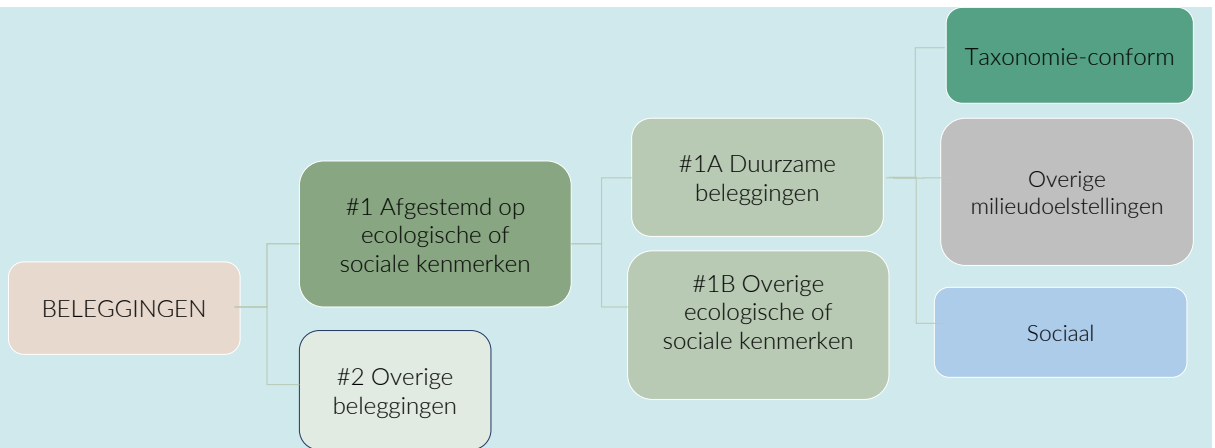 BELEGGINGEN
#1 Afgestemd op
ecologische of
sociale kenmerken
#2 Overige
beleggingen
#1A Duurzame
beleggingen
#1B Overige
ecologische of
sociale kenmerken
Taxonomie-conform
Overige
milieudoelstellingen
Sociaal